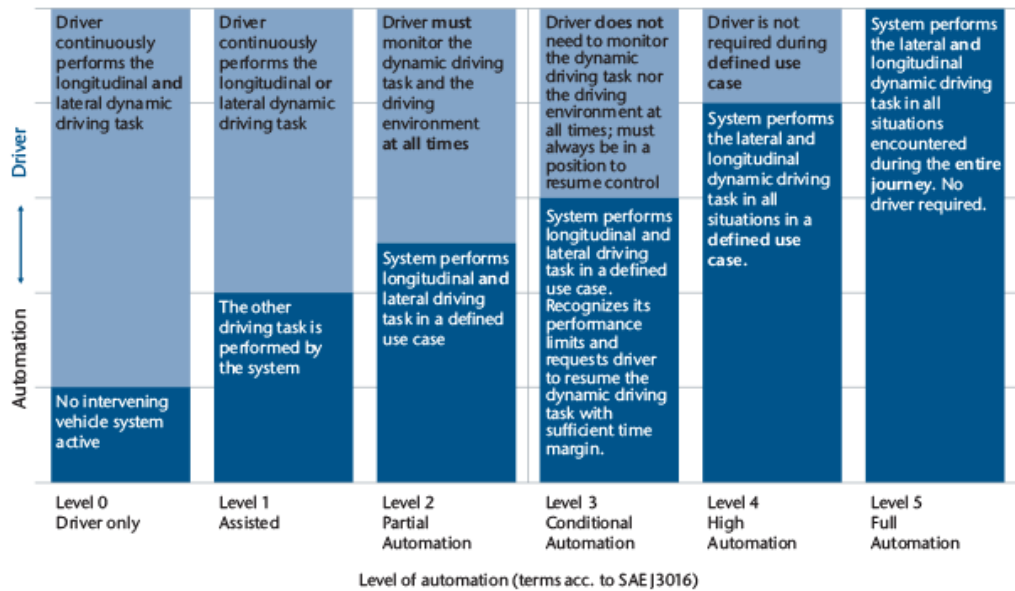 Driver
continuously
performs the
longitudinal and
lateral dynamic
driving task
No intervening
vehicle system
active
Driver
continuously
performs the
longitudinal or
lateral dynamic
driving task
The other
driving task is
performed by
the system
Driver must
monitor the
dynamic driving
task and the
driving
environment
at all times
System performs
longitudinal and
lateral driving
task in a defined
use case
Driver does not
need to monitor
the dynamic
driving task nor
the driving
environment at
all times; must
always be in a
position to
resume control
System performs
longitudinal and
lateral driving
task in a defined
use case.
Recognizes its
performance
limits and
requests driver
to resume the
dynamic driving
task with
sufficient time
margin.
Driver is not
required during
defined use
case
System performs
the lateral and
longitudinal
dynamic driving
task in all
situations in a
defined use
case.
System performs
the lateral and
longitudinal
dynamic driving
task in all
situations
encountered
during the entire
journey. No
driver required.
Driver
Automation
Level 0
Driver only
Level 1
Assisted
Level 2
Partial
Automation
Level 3
Conditional
Automation
Level 4
High
Automation
Level 5
Full
Automation
Level of automation (terms acc. to SAE J3016)